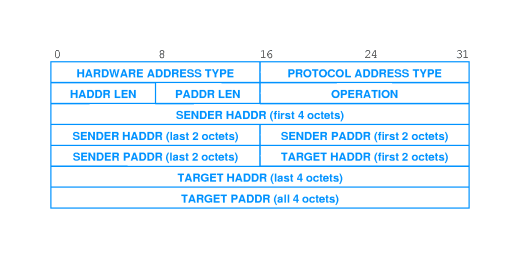 0 8 16 24 31
HARDWARE ADDRESS TYPE PROTOCOL ADDRESS TYPE
HADDR LEN PADDR LEN OPERATION
SENDER HADDR (first 4 octets)
SENDER HADDR (last 2 octets) SENDER PADDR (first 2 octets)
SENDER PADDR (last 2 octets) TARGET HADDR (first 2 octets)
TARGET HADDR (last 4 octets)
TARGET PADDR (all 4 octets)